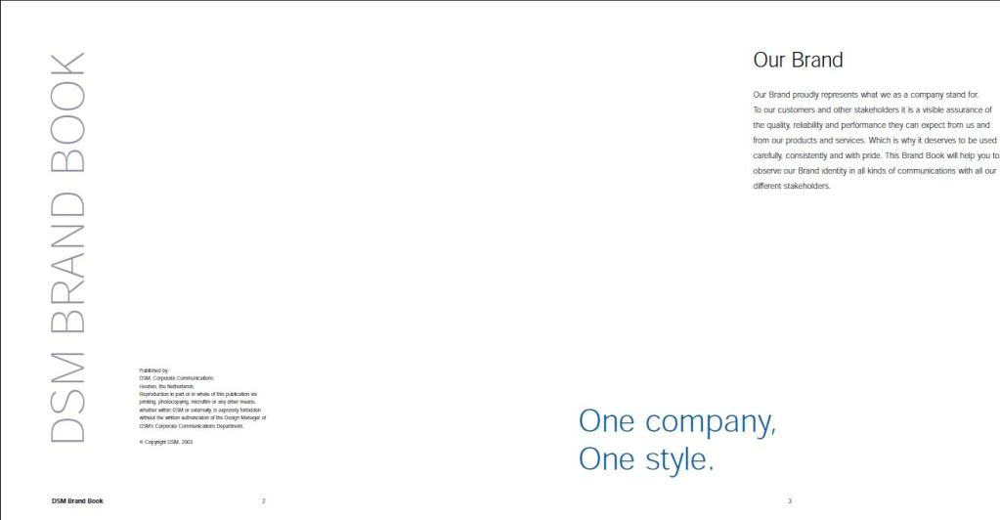 DSM BRAND BOOK
Published by:
DSM, Corporate Communications
Heerlen, the Netherlands
Reproduction in part or in whole of this publication via
printing, photocopying, microfilm or any other means,
whether within DSM or externally, is expressly forbidden
without the written authorization of the Design Manager of
DSM's Corporate Communications Department.
© Copyright DSM, 2003
DSM Brand Book
2
Our Brand
Our Brand proudly represents what we as a company stand for.
To our customers and other stakeholders it is a visible assurance of
the quality, reliability and performance they can expect from us and
from our products and services. Which is why it deserves to be used
carefully, consistently and with pride. This Brand Book will help you to
observe our Brand identity in all kinds of communications with all our
different stakeholders.
One company,
One style.
3